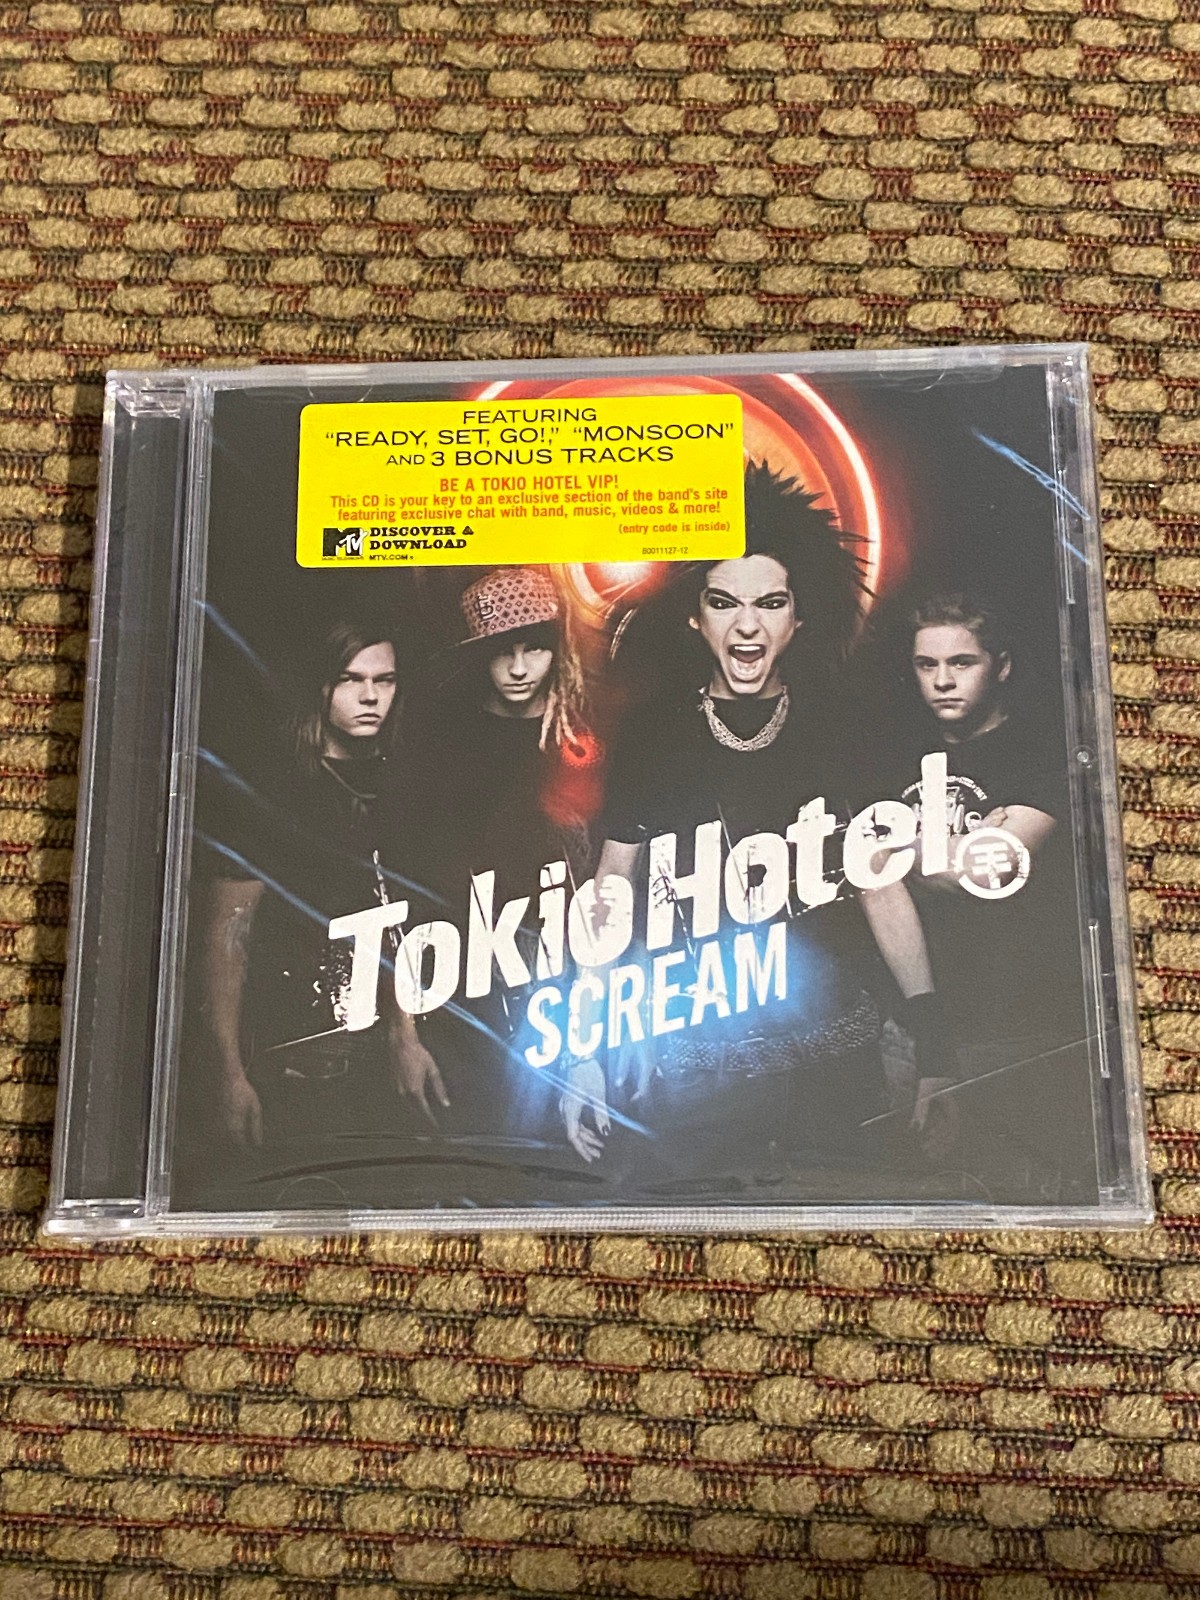 FEATURING
“READY, SET, GO!,” “MONSOON”
AND 3 BONUS TRACKS
BE A TOKIO HOTEL VIP!
This CD is your key to an exclusive section of the band's site
featuring exclusive chat with band, music, videos & more!
(entry code is inside)
MTV DISCOVER &
DOWNLOAD
MTV.COM
80011127-12
Tokio Hotel
SCREAM